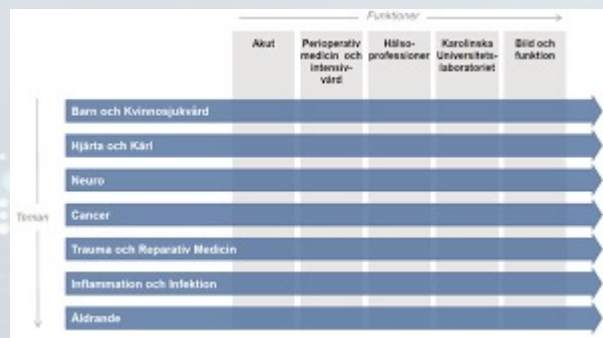 Funktioner
Akut
Perioperativ
medicin och
intensiv-
vård
Hälso-
professioner
Karolinska
Universitets-
laboratoriet
Bild och
funktion
Teman
Barn och Kvinnosjukvård
Hjärta och Kärl
Neuro
Cancer
Trauma och Reparativ Medicin
Inflammation och Infektion
Åldrande